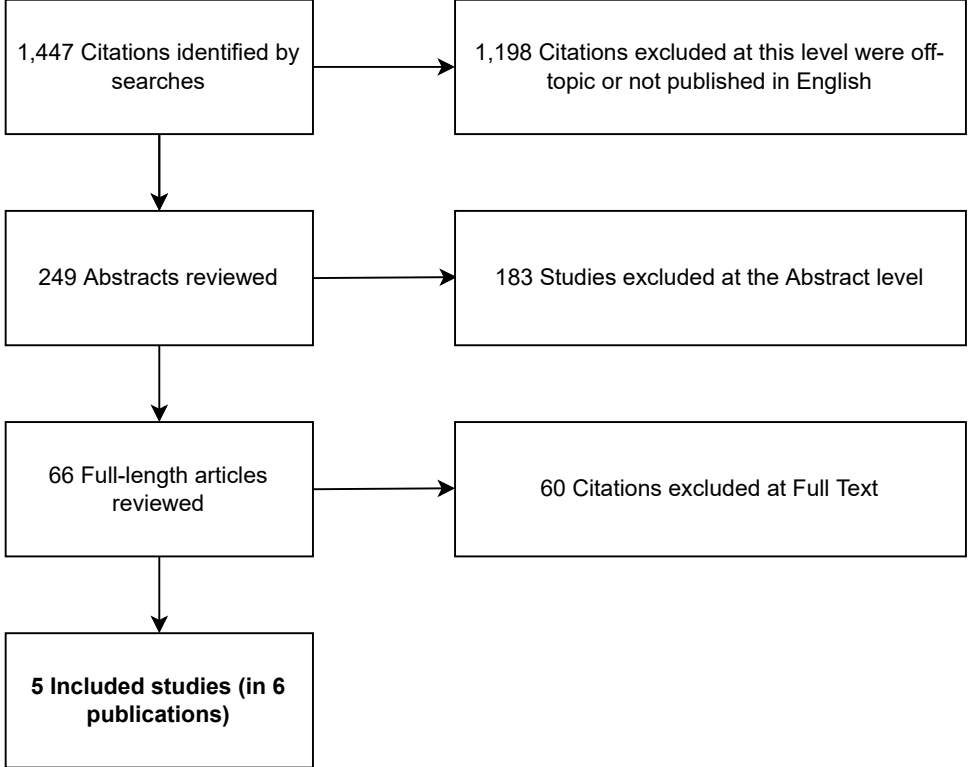 1,447 Citations identified by
searches
1,198 Citations excluded at this level were off-
topic or not published in English
249 Abstracts reviewed
183 Studies excluded at the Abstract level
66 Full-length articles
reviewed
60 Citations excluded at Full Text
5 Included studies (in 6
publications)